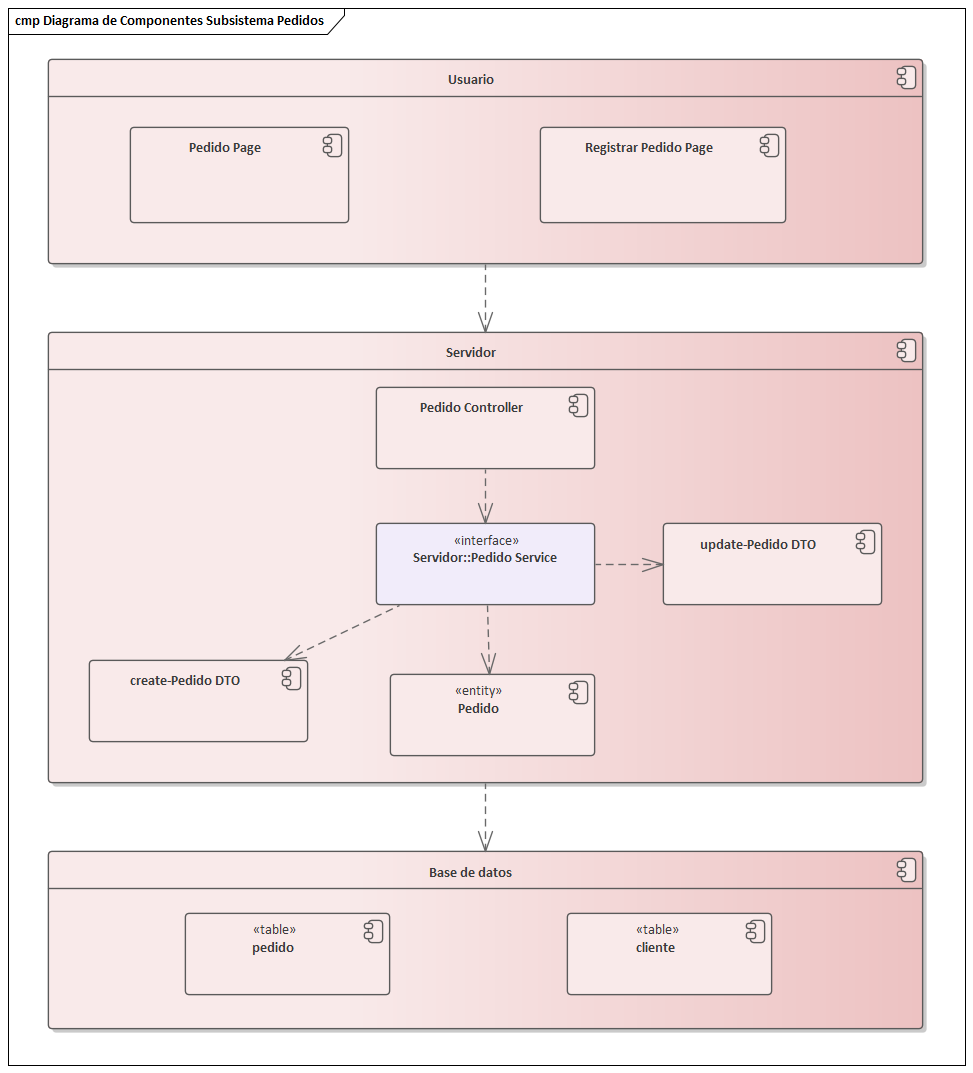 cmp Diagrama de Componentes Subsistema Pedidos
Usuario
Pedido Page
Registrar Pedido Page
Servidor
Pedido Controller
«interface»
Servidor::Pedido Service
update-Pedido DTO
create-Pedido DTO
«entity»
Pedido
Base de datos
«table»
pedido
«table»
cliente